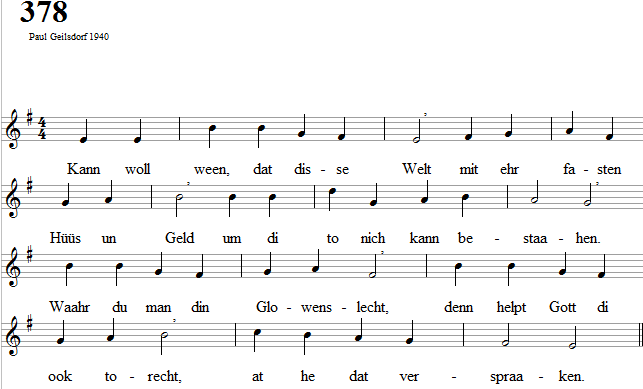 378
Paul Geilsdorf 1940
4
4
Kann woll ween, dat dis - se Welt mit ehr fa - sten
Hüüs un Geld um di to nich kann be - staa - hen.
Waahr du man din Glo - wens - lecht, denn helpt Gott di
ook to - recht, at he dat ver - spraa - ken.